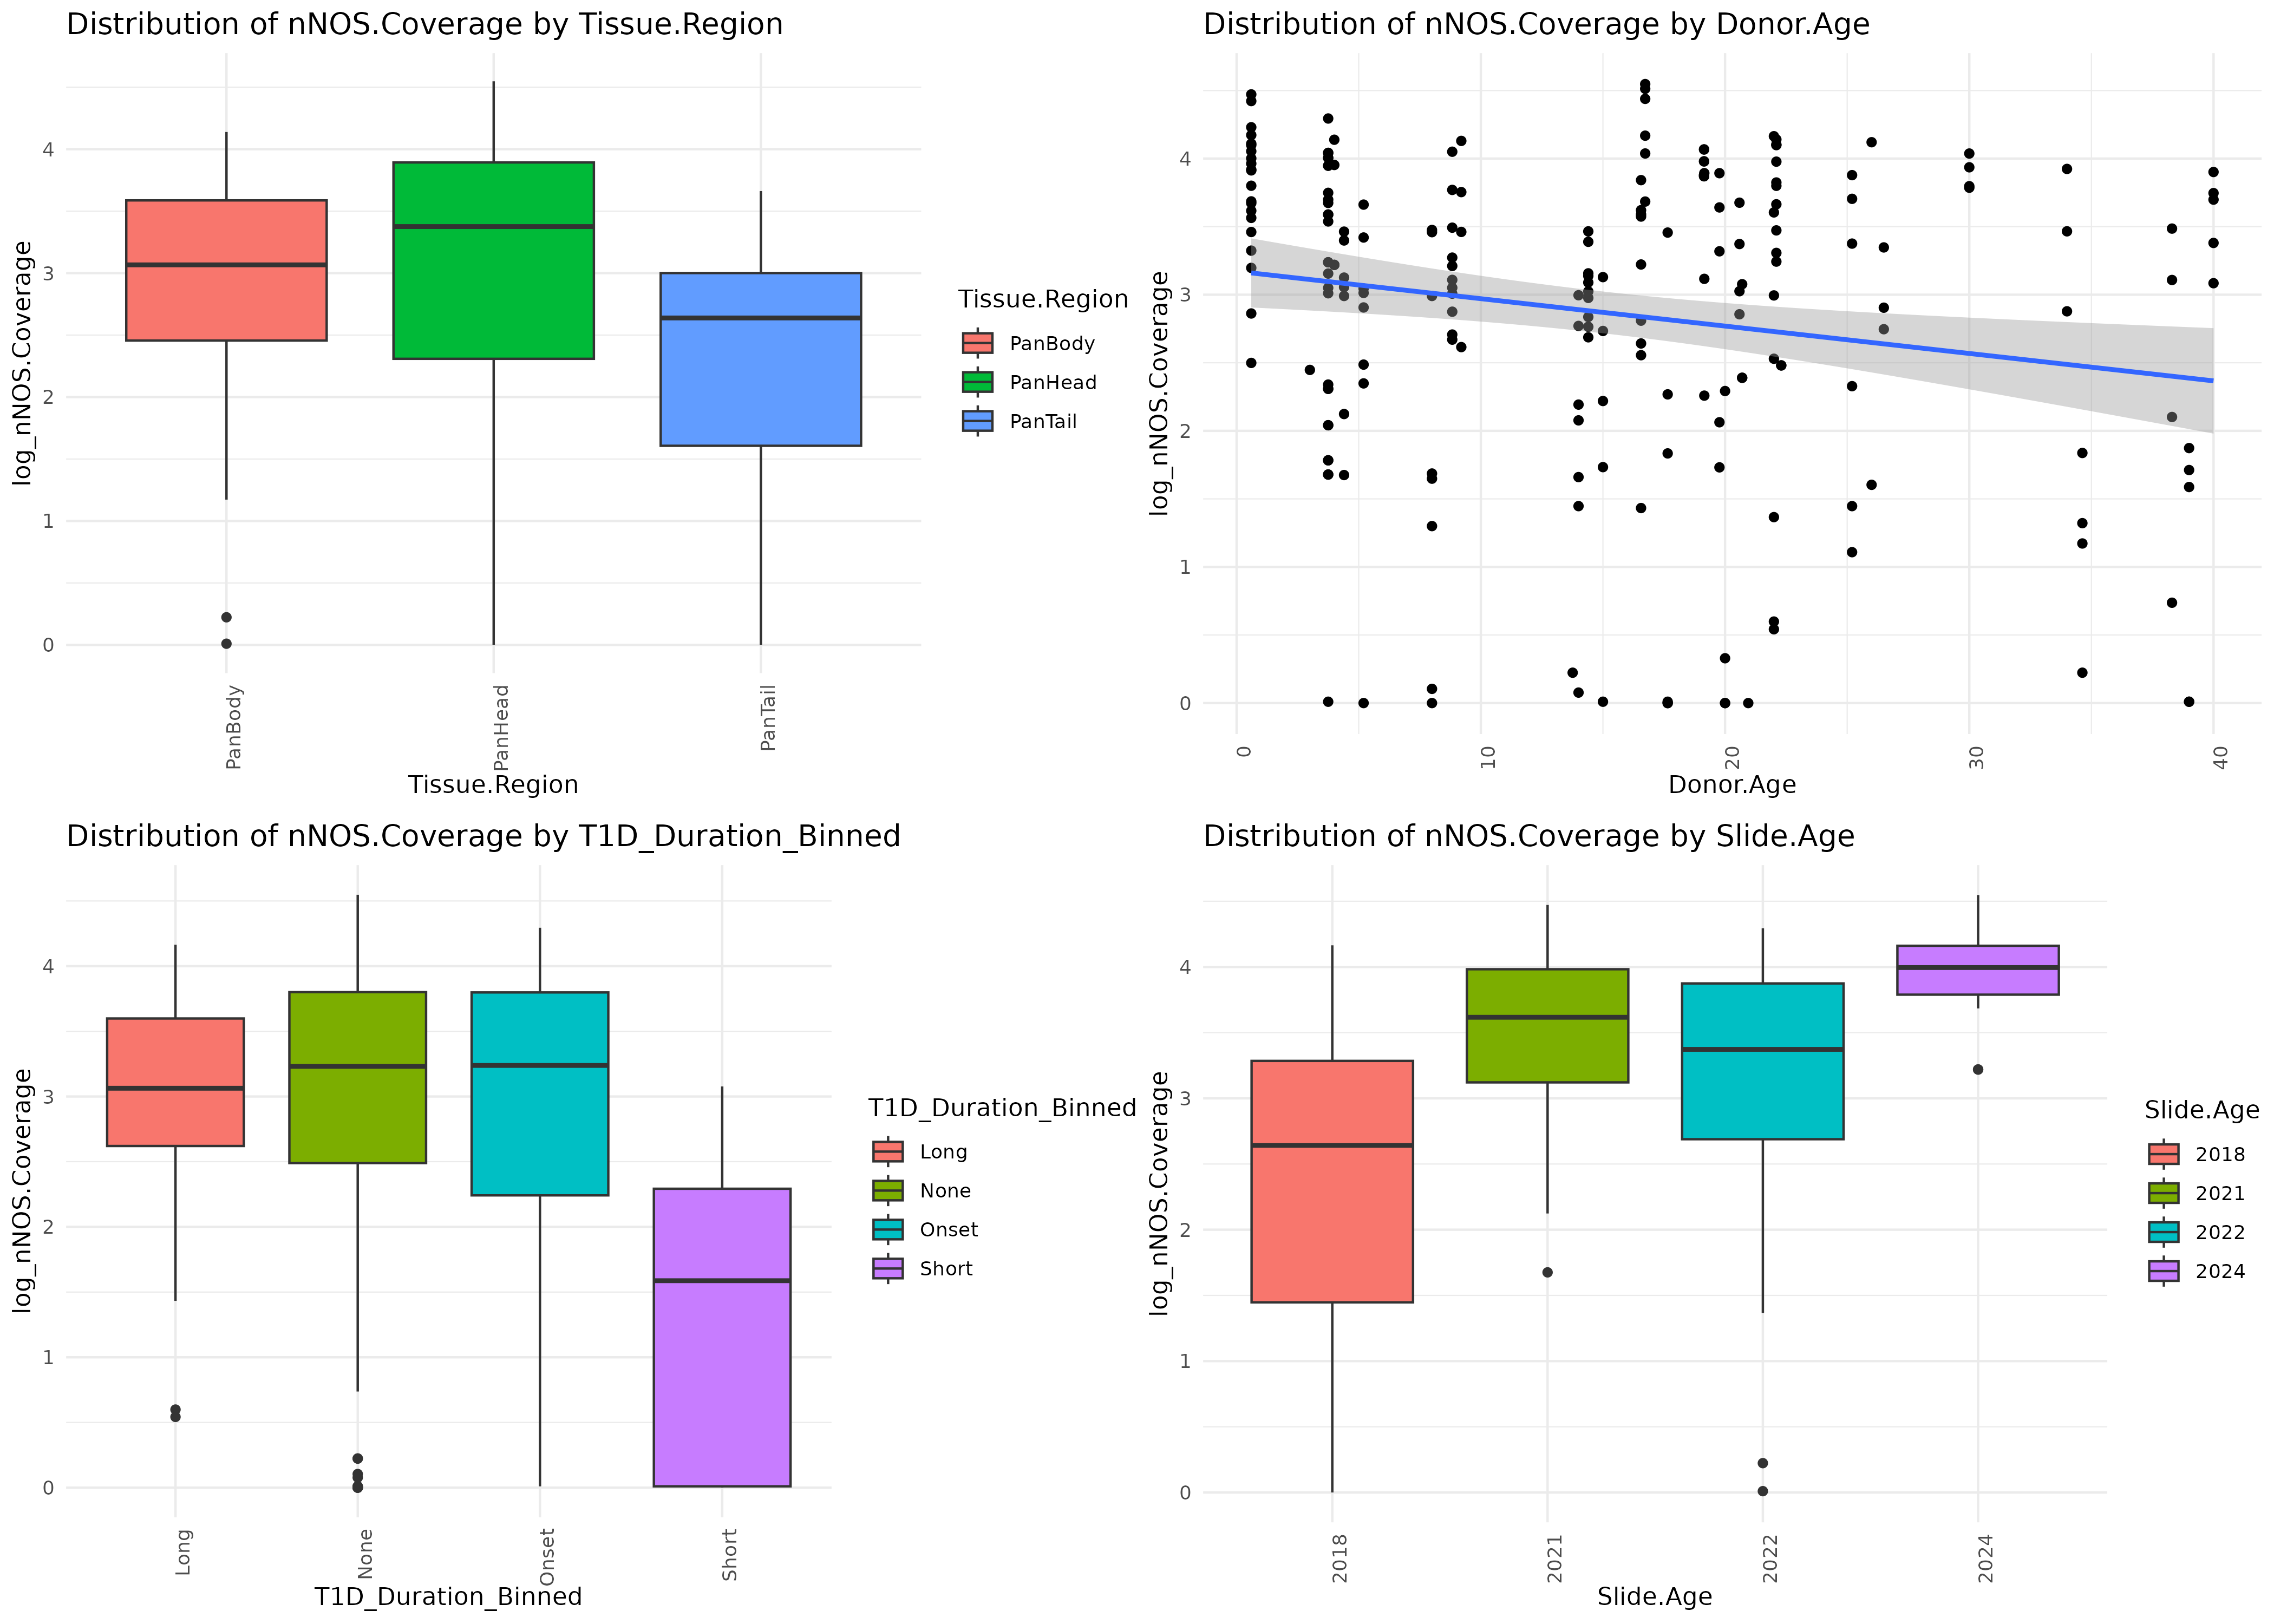 Distribution of nNOS.Coverage by Tissue.Region
log_nNOS.Coverage
4
3
2
1
0
PanBody
PanHead
PanTail
Tissue.Region
Tissue.Region
PanBody
PanHead
PanTail
Distribution of nNOS.Coverage by Donor.Age
log_nNOS.Coverage
4
3
2
1
0
0
10
20
30
40
Donor.Age
Distribution of nNOS.Coverage by T1D_Duration_Binned
log_nNOS.Coverage
4
3
2
1
0
Long
None
Onset
Short
T1D_Duration_Binned
T1D_Duration_Binned
Long
None
Onset
Short
Distribution of nNOS.Coverage by Slide.Age
log_nNOS.Coverage
4
3
2
1
0
2018
2021
2022
2024
Slide.Age
Slide.Age
2018
2021
2022
2024